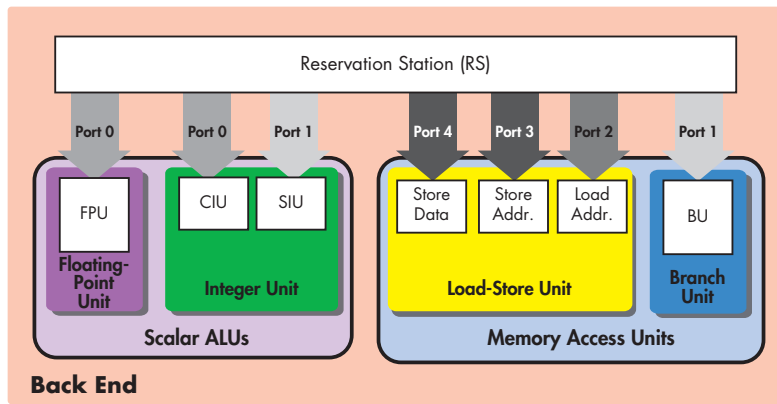 Reservation Station (RS)
Port 0
Port 0
Port 1
Port 4
Port 3
Port 2
Port 1
FPU
CIU
SIU
Store
Data
Store
Addr.
Load
Addr.
BU
Floating-
Point
Unit
Integer Unit
Load-Store Unit
Branch
Unit
Scalar ALUs
Memory Access Units
Back End